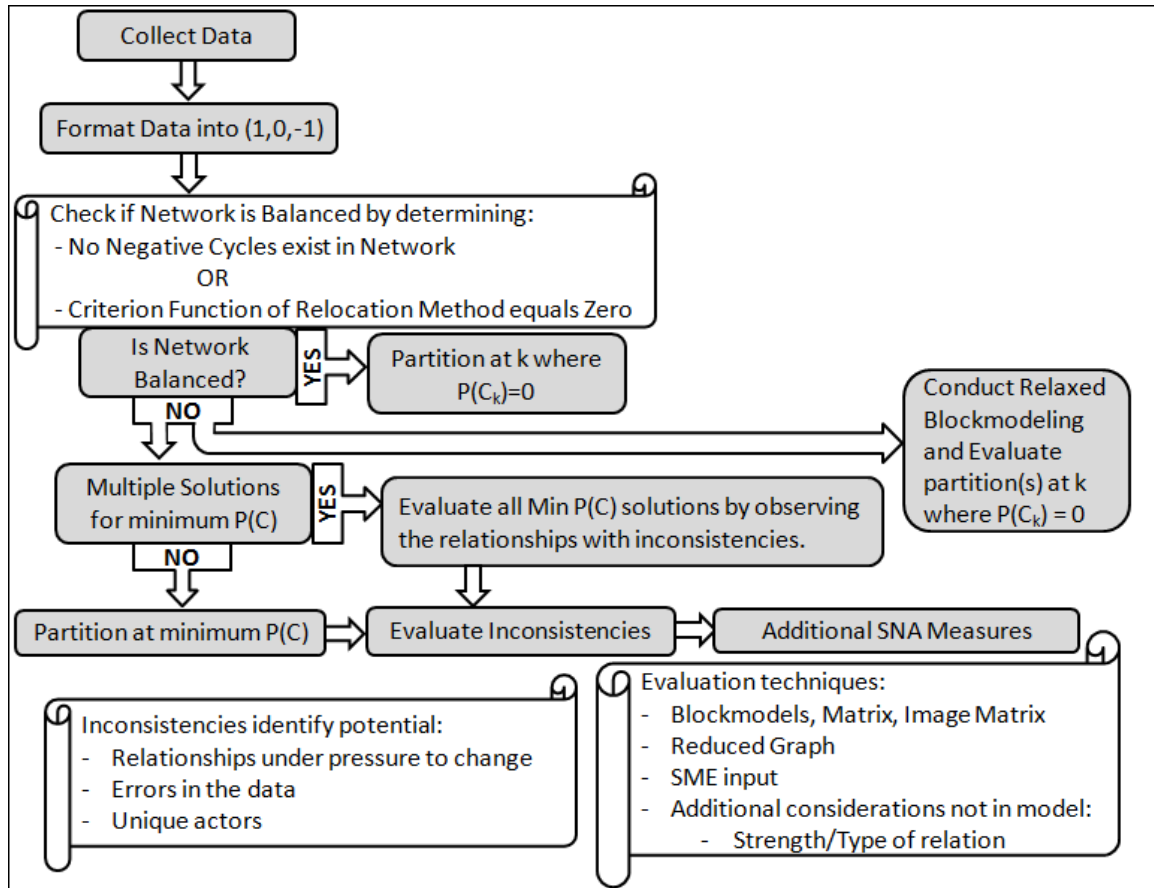 Collect Data
Format Data into (1,0,-1)
Check if Network is Balanced by determining:
- No Negative Cycles exist in Network
OR
- Criterion Function of Relocation Method equals Zero
Is Network
Balanced?
YES
Partition at k where
P(Cₖ)=0
NO
Conduct Relaxed
Blockmodeling
and Evaluate
partition(s) at k
where P(Cₖ) = 0
Multiple Solutions
for minimum P(C)
YES
Evaluate all Min P(C) solutions by observing
the relationships with inconsistencies.
NO
Partition at minimum P(C)
Evaluate Inconsistencies
Additional SNA Measures
Inconsistencies identify potential:
- Relationships under pressure to change
- Errors in the data
- Unique actors
Evaluation techniques:
- Blockmodels, Matrix, Image Matrix
- Reduced Graph
- SME input
- Additional considerations not in model:
- Strength/Type of relation